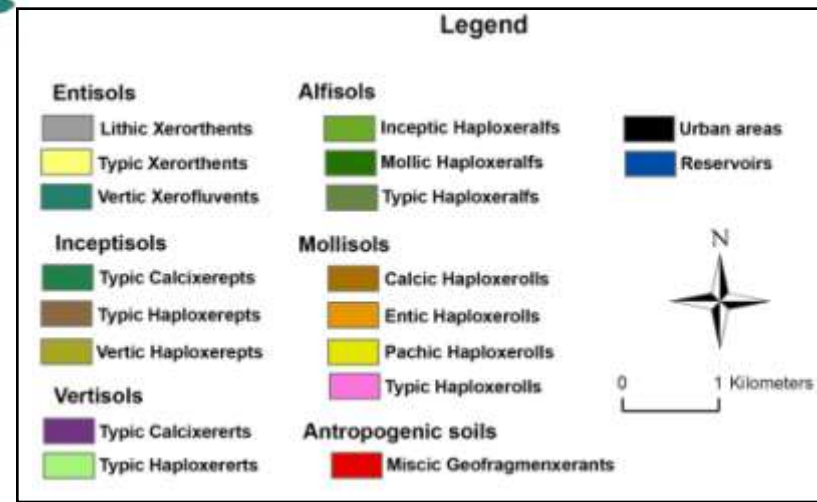 Legend
Entisols
Lithic Xerorthents
Typic Xerorthents
Vertic Xerofluvents
Inceptisols
Typic Calcixerepts
Typic Haploxerepts
Vertic Haploxerepts
Vertisols
Typic Calcixererts
Typic Haploxererts
Alfisols
Inceptic Haploxeralfs
Mollic Haploxeralfs
Typic Haploxeralfs
Mollisols
Calcic Haploxerolls
Entic Haploxerolls
Pachic Haploxerolls
Typic Haploxerolls
Antropogenic soils
Miscic Geofragmenxerants
Urban areas
Reservoirs
N
0 1 Kilometers